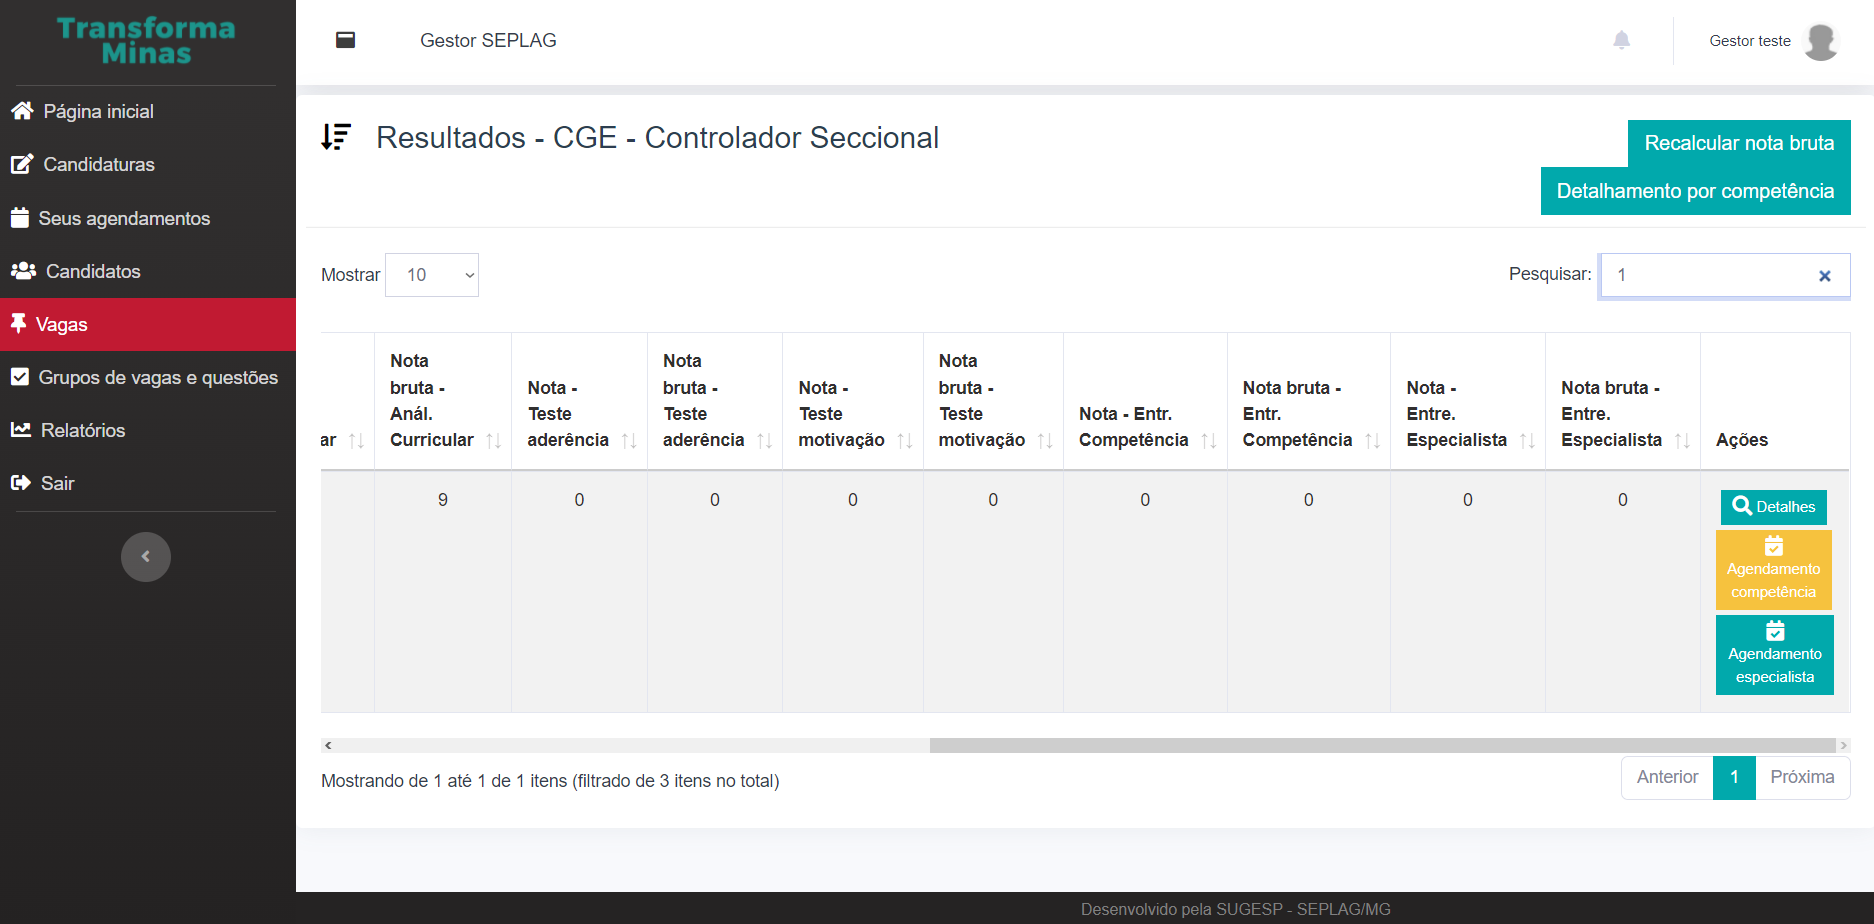 Transforma
Minas
Página inicial
Candidaturas
Seus agendamentos
Candidatos
Vagas
Grupos de vagas e questões
Relatórios
Sair
Gestor SEPLAG
Gestor teste
Resultados - CGE - Controlador Seccional
Recalcular nota bruta
Detalhamento por competência
Mostrar 10
Pesquisar: 1
ar
Nota
bruta -
Anál.
Curricular
Nota -
Teste
aderência
Nota
bruta -
Teste
aderência
Nota -
Teste
motivação
Nota
bruta -
Teste
motivação
Nota - Entr.
Competência
Nota bruta -
Entr.
Competência
Nota -
Entre.
Especialista
Nota bruta -
Entre.
Especialista
Ações
9 0 0 0 0 0 0 0 0
Detalhes
Agendamento
competência
Agendamento
especialista
Mostrando de 1 até 1 de 1 itens (filtrado de 3 itens no total)
Anterior 1 Próxima
Desenvolvido pela SUGESP - SEPLAG/MG